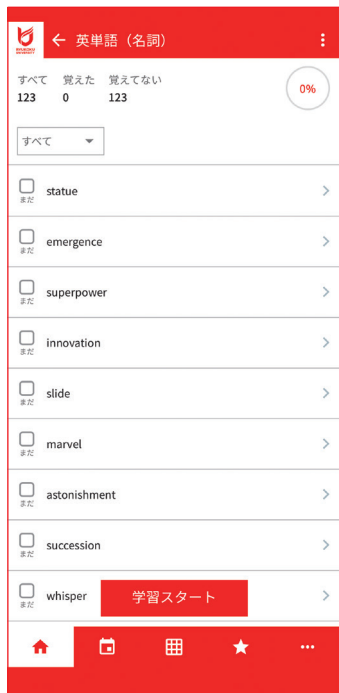 ← 英単語（名詞）
すべて 覚えた 覚えてない
123 0 123
0%
すべて
まだ statue
まだ emergence
まだ superpower
まだ innovation
まだ slide
まだ marvel
まだ astonishment
まだ succession
まだ whisper
学習スタート